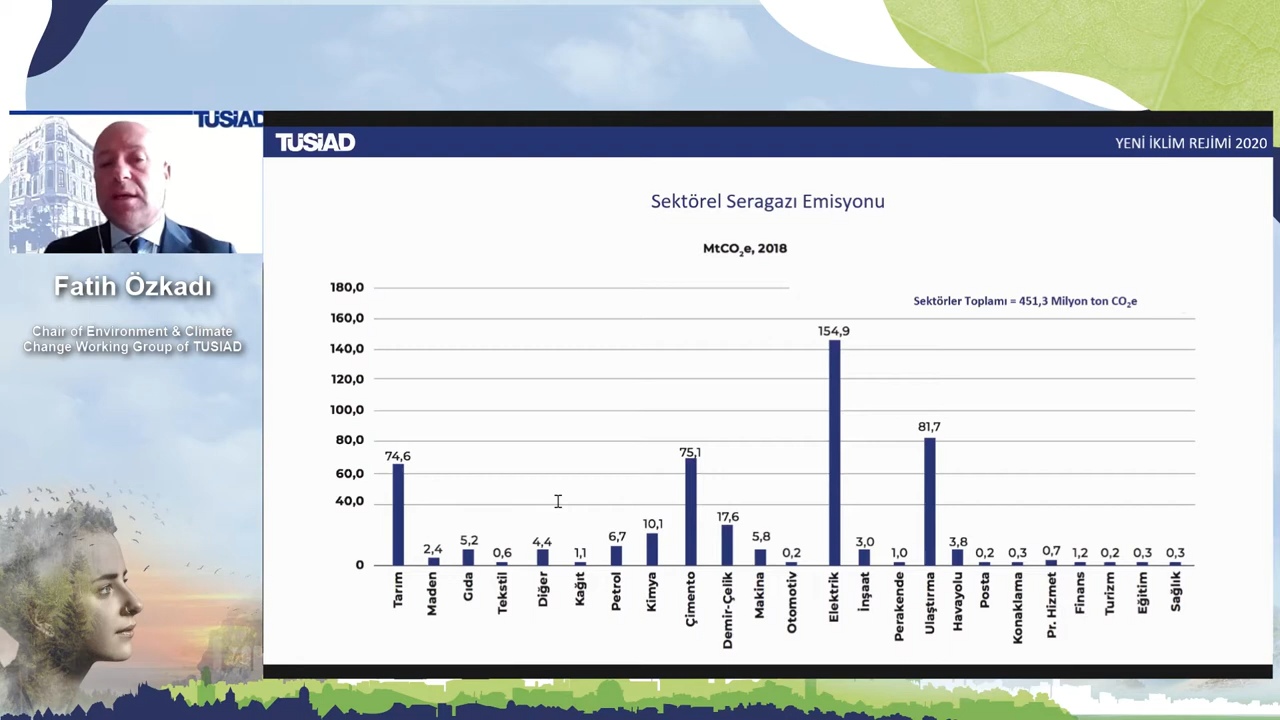 TUSİAD
TUSİAD
YENİ İKLİM REJİMİ 2020
Fatih Özkadı
Chair of Environment & Climate
Change Working Group of TUSIAD
Sektörel Seragazı Emisyonu
MtCO₂e, 2018
Sektörler Toplamı = 451,3 Milyon ton CO₂e
180,0
160,0
140,0
120,0
100,0
80,0
60,0
40,0
0
74,6
2,4
5,2
0,6
4,4
1,1
6,7
10,1
75,1
17,6
5,8
0,2
154,9
3,0
1,0
81,7
3,8
0,2
0,3
0,7
1,2
0,2
0,3
0,3
Tarım
Maden
Gıda
Tekstil
Diğer
Kağıt
Petrol
Kimya
Çimento
Demir-Çelik
Makina
Otomotiv
Elektrik
İnşaat
Perakende
Ulaştırma
Havayolu
Posta
Konaklama
Pr. Hizmet
Finans
Turizm
Eğitim
Sağlık